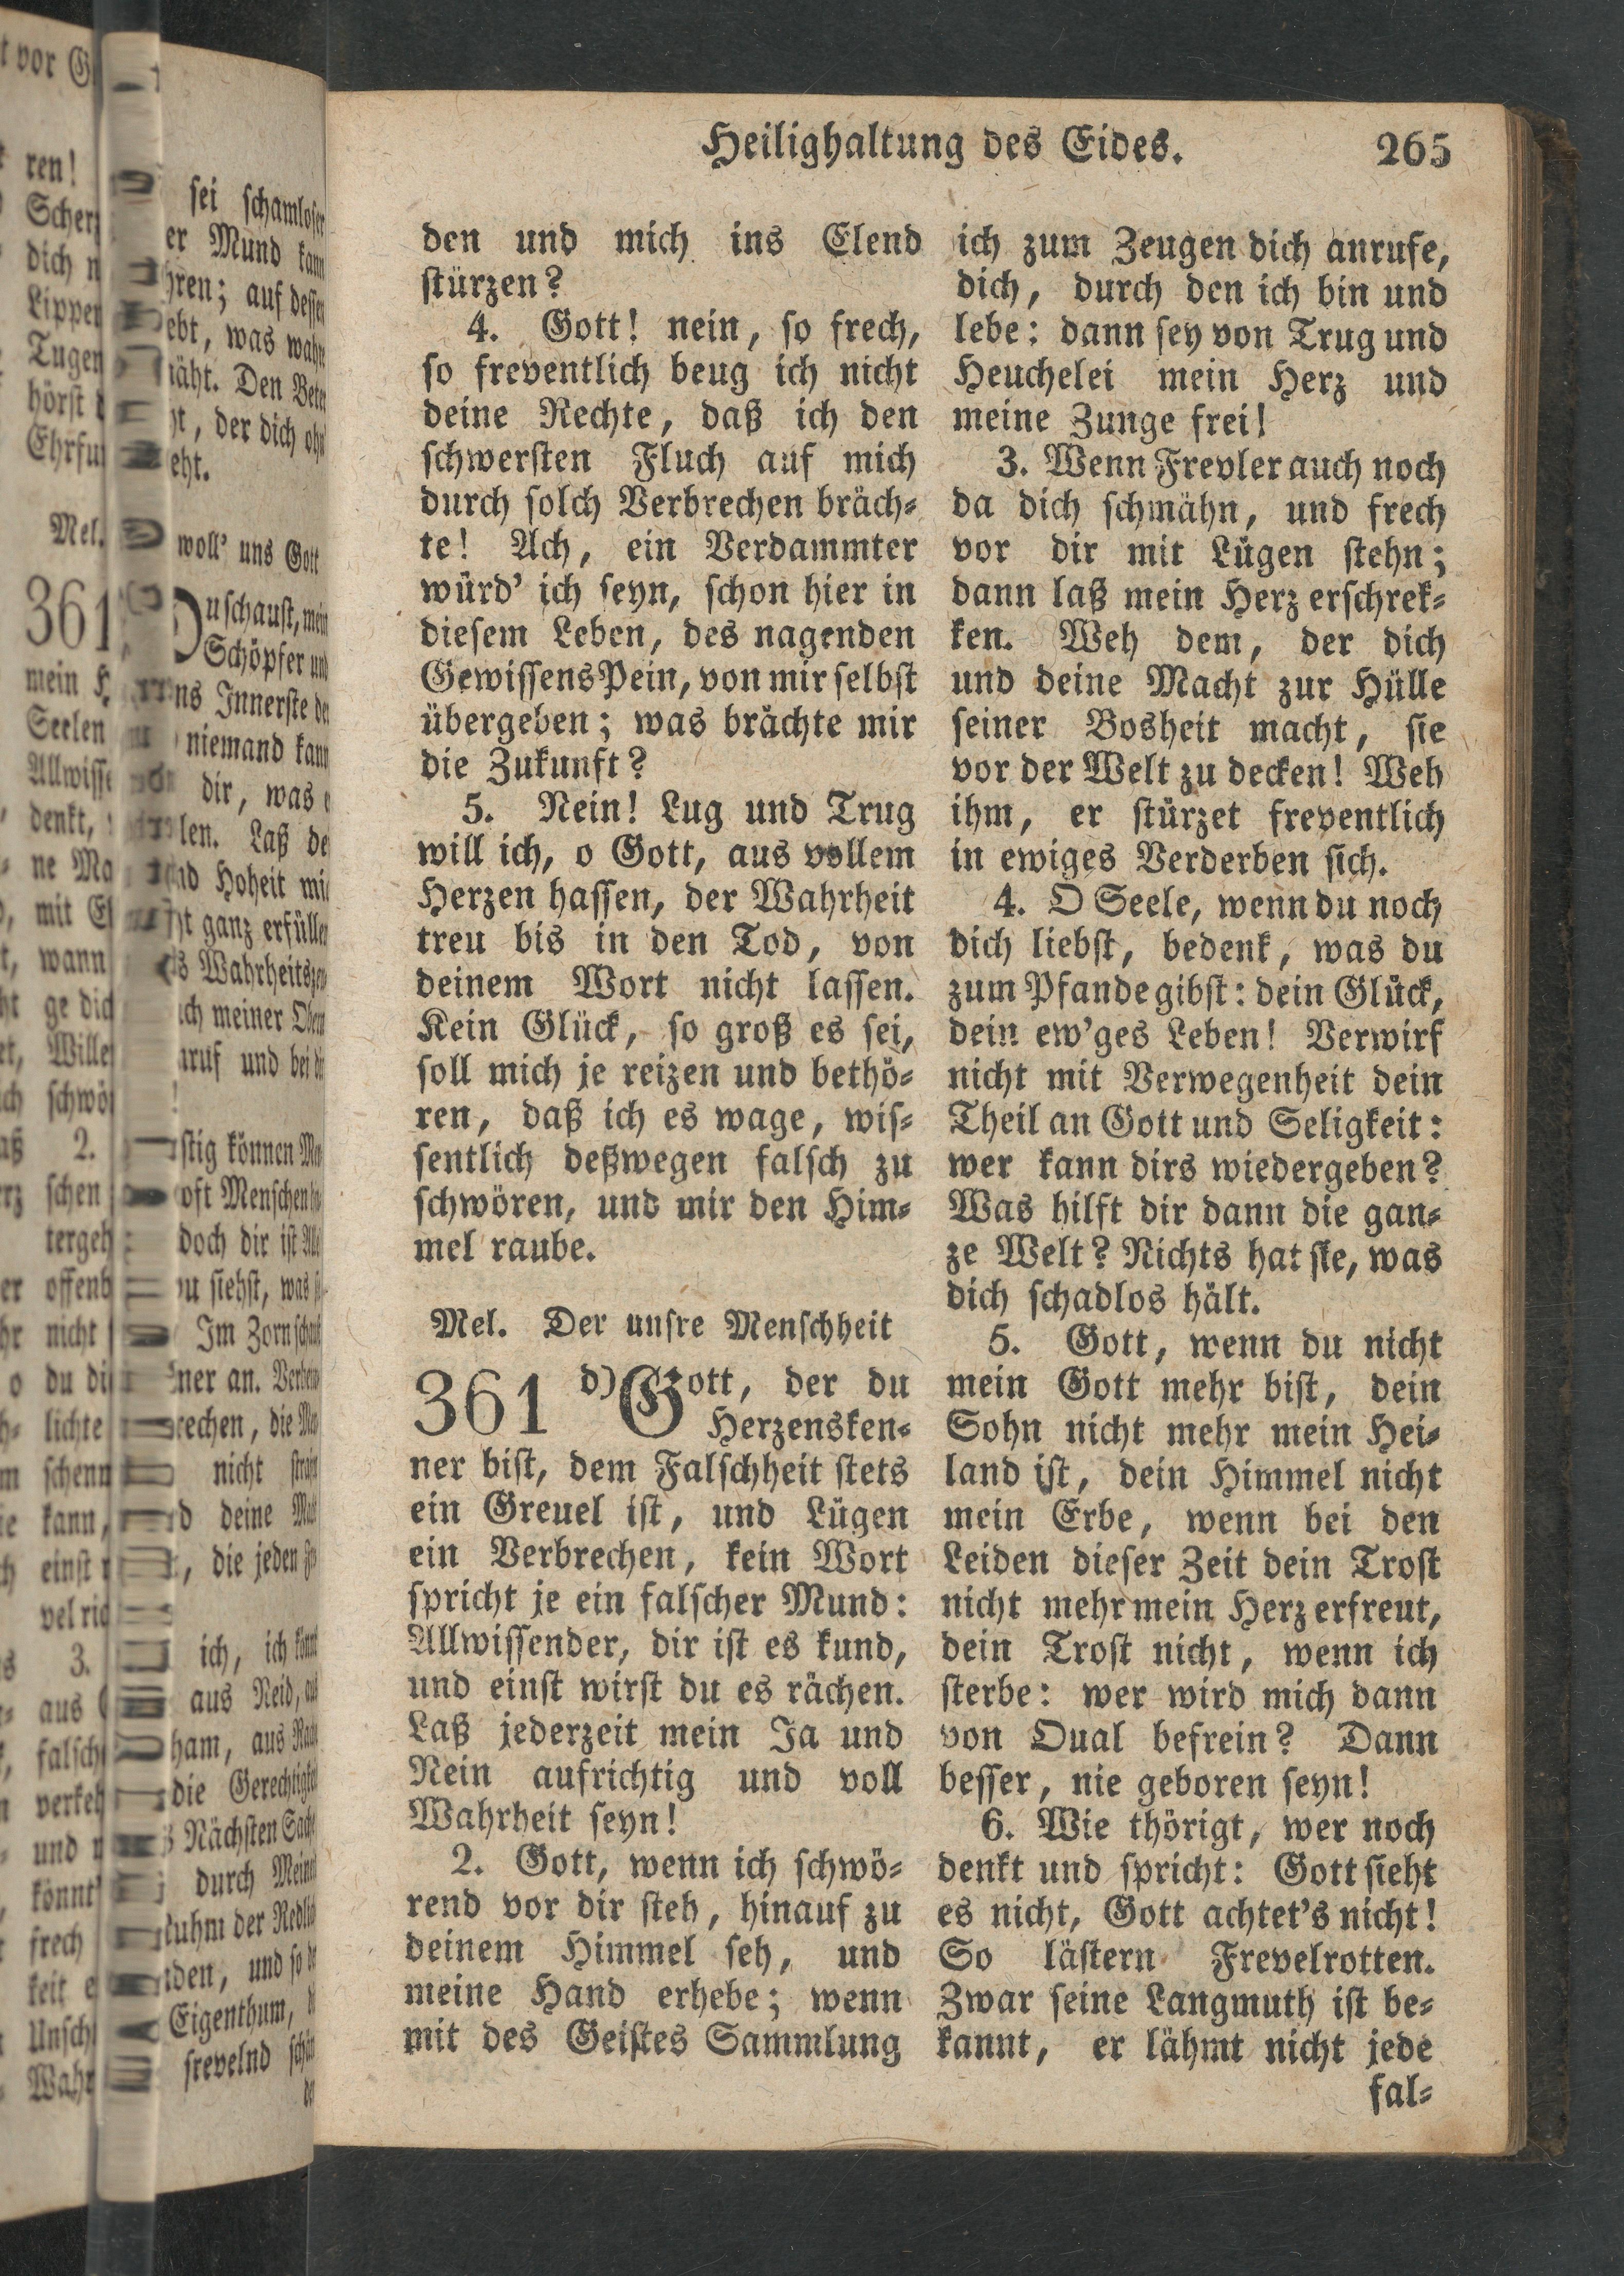 Heilighaltung des Eides. 265
den und mich ins Elend
stürzen?
4. Gott! nein, so frech,
so freventlich beug ich nicht
deine Rechte, daß ich den
schwersten Fluch auf mich
durch solch Verbrechen bräch-
te! Ach, ein Verdammter
würd' ich seyn, schon hier in
diesem Leben, des nagenden
Gewissens Pein, von mir selbst
übergeben; was brächte mir
die Zukunft?
5. Nein! Lug und Trug
will ich, o Gott, aus vollem
Herzen hassen, der Wahrheit
treu bis in den Tod, von
deinem Wort nicht lassen.
Kein Glück, so groß es sei,
soll mich je reizen und bethö-
ren, daß ich es wage, wis-
sentlich deßwegen falsch zu
schwören, und mir den Him-
mel raube.
Mel. Der unsre Menschheit
361 d) Gott, der du
Herzensken-
ner bist, dem Falschheit stets
ein Greuel ist, und Lügen
ein Verbrechen, kein Wort
spricht je ein falscher Mund:
Allwissender, dir ist es kund,
und einst wirst du es rächen.
Laß jederzeit mein Ja und
Nein aufrichtig und voll
Wahrheit seyn!
2. Gott, wenn ich schwö-
rend vor dir steh, hinauf zu
deinem Himmel seh, und
meine Hand erhebe; wenn
mit des Geistes Sammlung
ich zum Zeugen dich anrufe,
dich, durch den ich bin und
lebe: dann sey von Trug und
Heuchelei mein Herz und
meine Zunge frei!
3. Wenn Frevler auch noch
da dich schmähn, und frech
vor dir mit Lügen stehn;
dann laß mein Herz erschrek-
ken. Weh dem, der dich
und deine Macht zur Hülle
seiner Bosheit macht, sie
vor der Welt zu decken! Weh
ihm, er stürzet freventlich
in ewiges Verderben sich.
4. O Seele, wenn du noch
dich liebst, bedenk, was du
zum Pfande gibst: dein Glück,
dein ew'ges Leben! Verwirf
nicht mit Verwegenheit dein
Theil an Gott und Seligkeit:
wer kann dirs wiedergeben?
Was hilft dir dann die gan-
ze Welt? Nichts hat sie, was
dich schadlos hält.
5. Gott, wenn du nicht
mein Gott mehr bist, dein
Sohn nicht mehr mein Hei-
land ist, dein Himmel nicht
mein Erbe, wenn bei den
Leiden dieser Zeit dein Trost
nicht mehr mein Herz erfreut,
dein Trost nicht, wenn ich
sterbe: wer wird mich dann
von Qual befrein? Dann
besser, nie geboren seyn!
6. Wie thörigt, wer noch
denkt und spricht: Gott sieht
es nicht, Gott achtet's nicht!
So lästern Frevelrotten.
Zwar seine Langmuth ist be-
kannt, er lähmt nicht jede
fal-